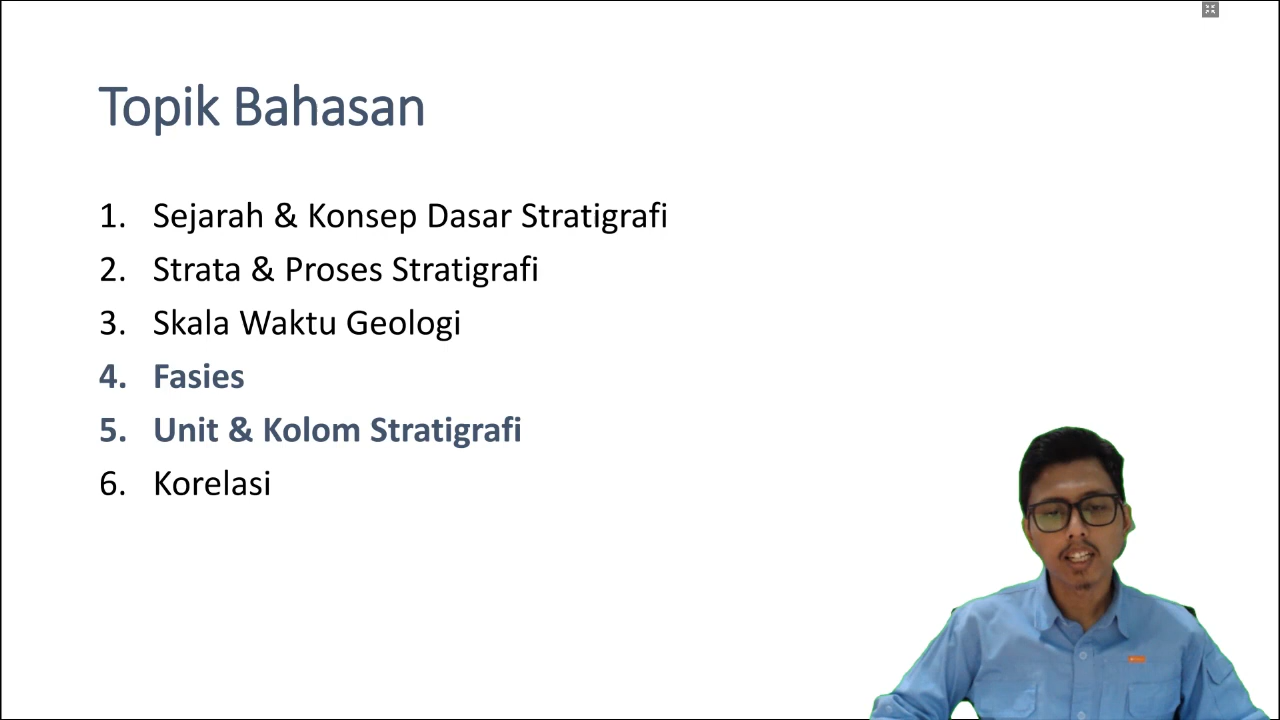 Topik Bahasan
1. Sejarah & Konsep Dasar Stratigrafi
2. Strata & Proses Stratigrafi
3. Skala Waktu Geologi
4. Fasies
5. Unit & Kolom Stratigrafi
6. Korelasi